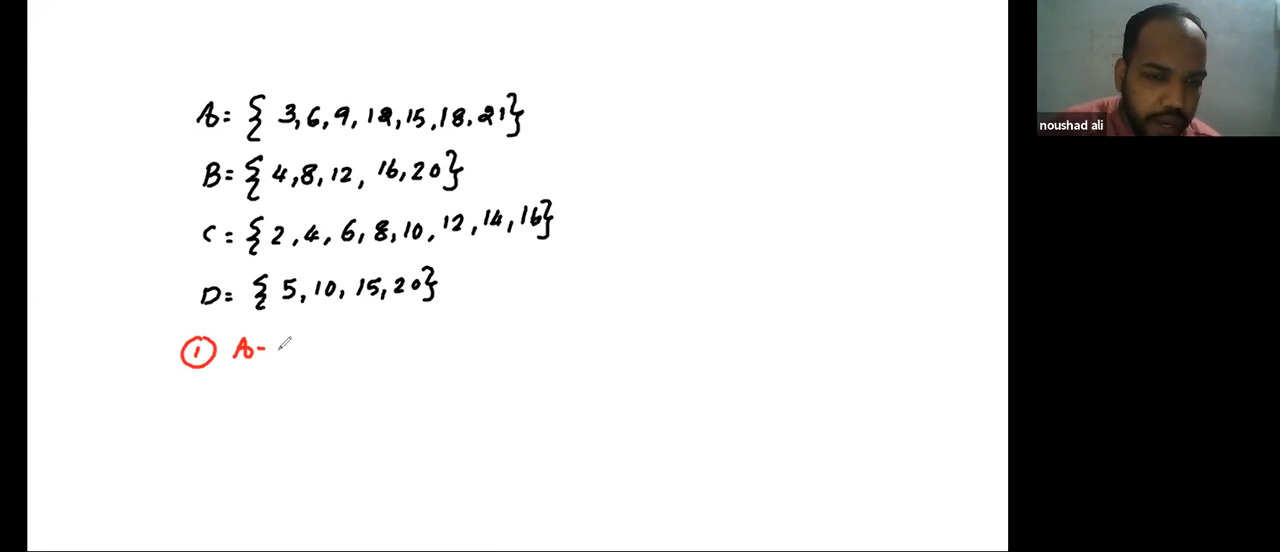 A = { 3, 6, 9, 12, 15, 18, 21 }
B = { 4, 8, 12, 16, 20 }
C = { 2, 4, 6, 8, 10, 12, 14, 16 }
D = { 5, 10, 15, 20 }
① A -
noushad ali